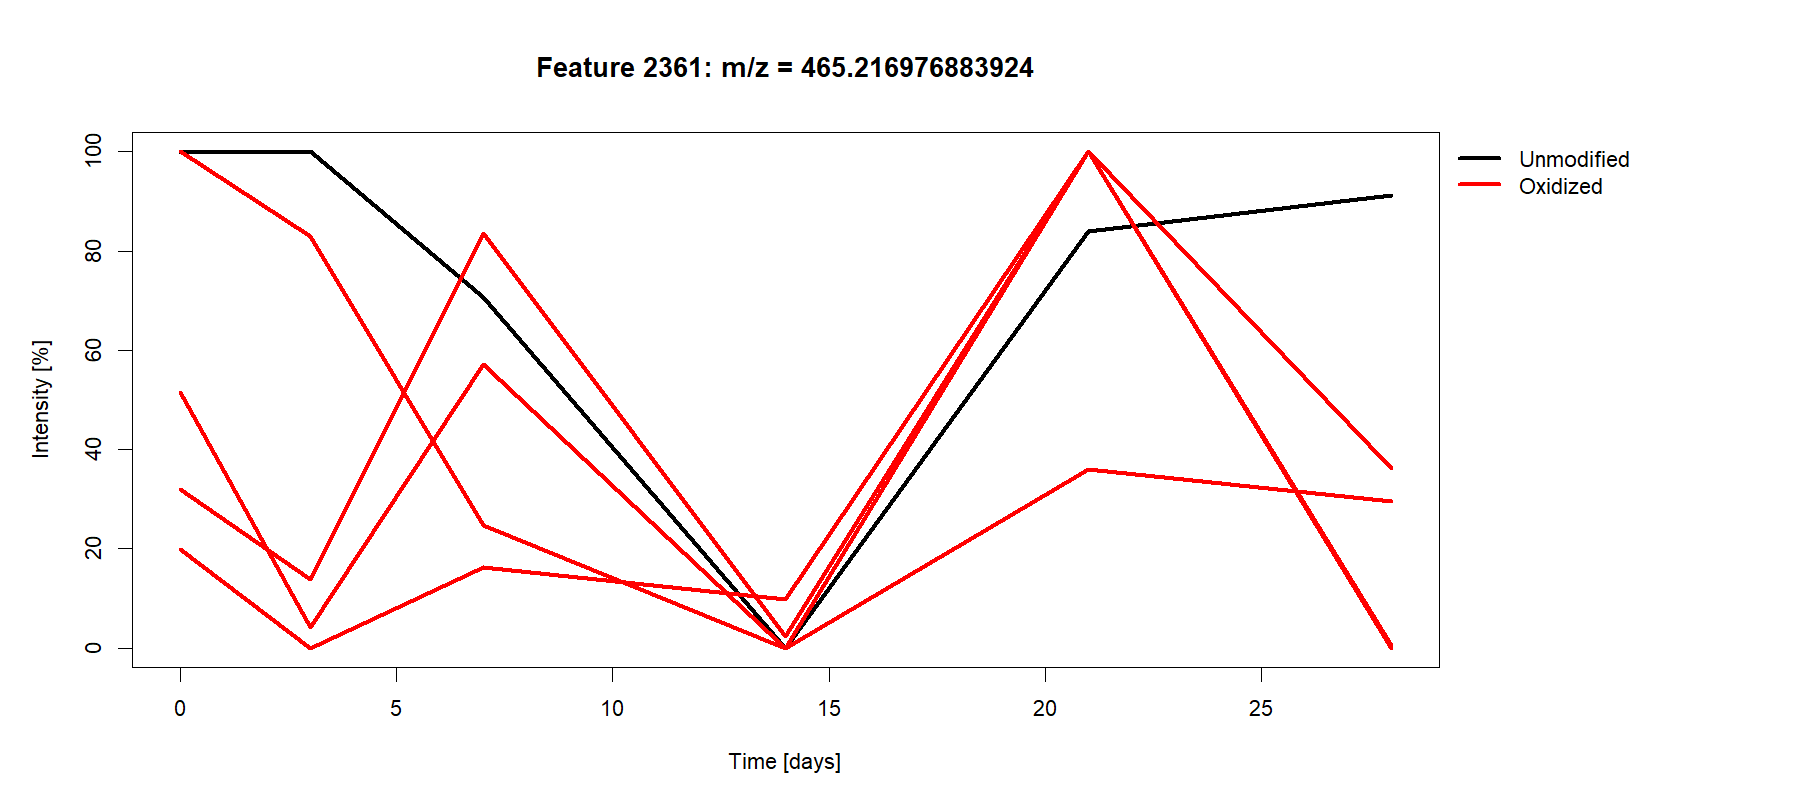 Feature 2361: m/z = 465.216976883924
Unmodified
Oxidized
Intensity [%]
100
80
60
40
20
0
0 5 10 15 20 25
Time [days]